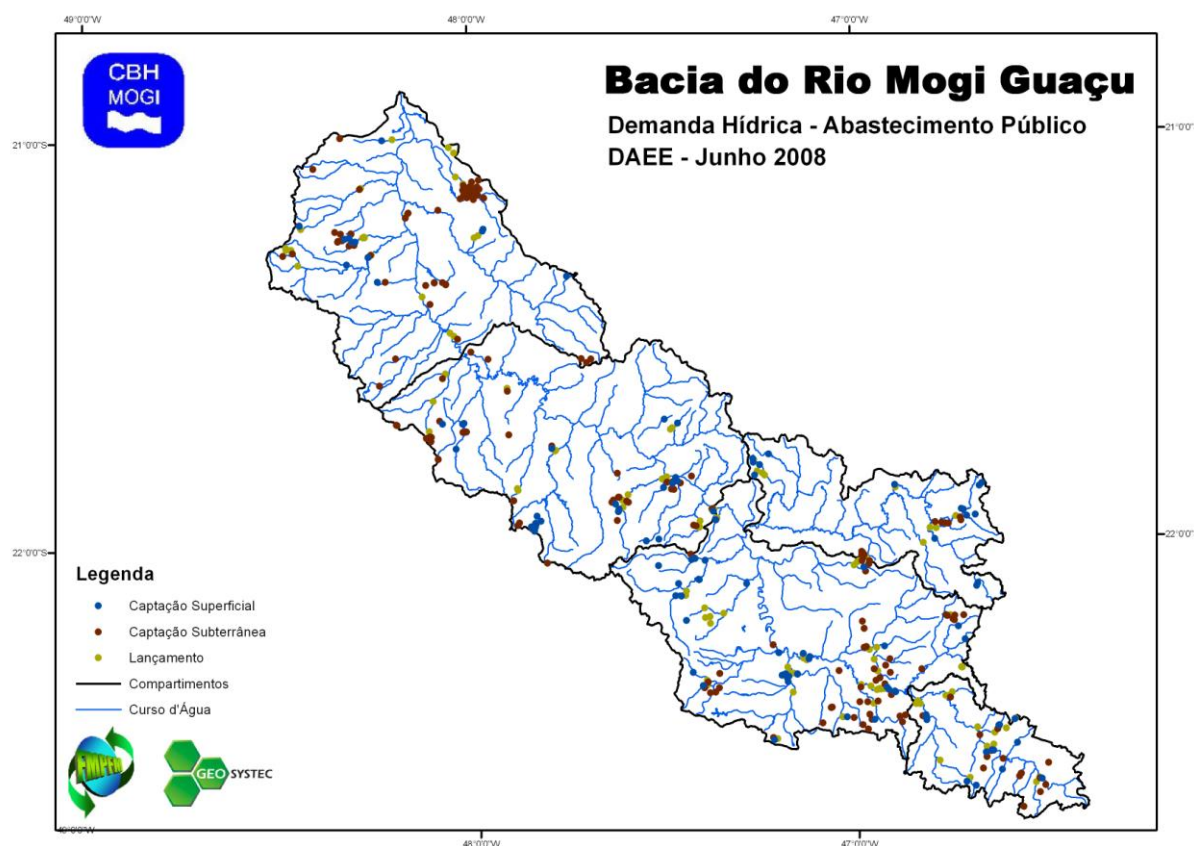 49°0'0"W
48°0'0"W
47°0'0"W
CBH
MOGI
Bacia do Rio Mogi Guaçu
Demanda Hídrica - Abastecimento Público
DAEE - Junho 2008
21°0'0"S
21°0'0"
22°0'0"S
22°0'0"
Legenda
Captação Superficial
Captação Subterrânea
Lançamento
Compartimentos
Curso d'Água
FMPFM
GEO SYSTEC
48°0'0"W
47°0'0"W